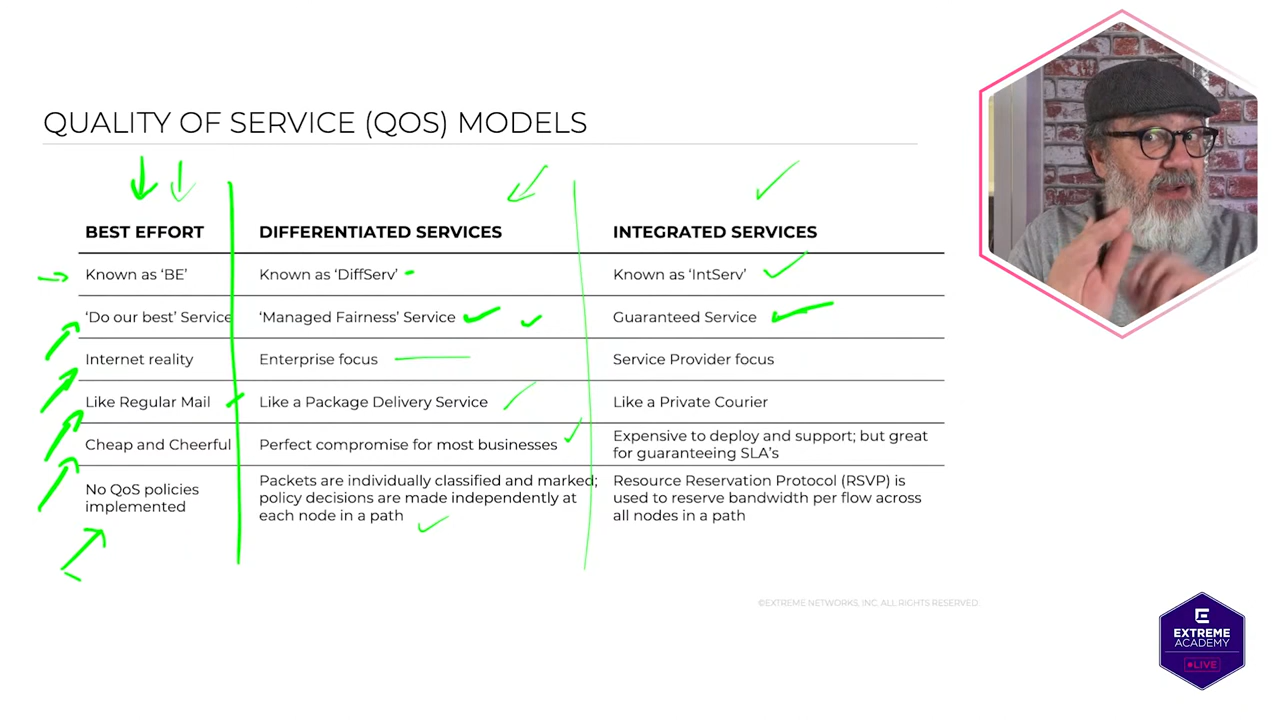 QUALITY OF SERVICE (QOS) MODELS
BEST EFFORT DIFFERENTIATED SERVICES INTEGRATED SERVICES
Known as ‘BE’ Known as ‘DiffServ’ Known as ‘IntServ’
‘Do our best’ Service ‘Managed Fairness’ Service Guaranteed Service
Internet reality Enterprise focus Service Provider focus
Like Regular Mail Like a Package Delivery Service Like a Private Courier
Cheap and Cheerful Perfect compromise for most businesses Expensive to deploy and support; but great
for guaranteeing SLA’s
No QoS policies
implemented
Packets are individually classified and marked;
policy decisions are made independently at
each node in a path
Resource Reservation Protocol (RSVP) is
used to reserve bandwidth per flow across
all nodes in a path
©EXTREME NETWORKS, INC. ALL RIGHTS RESERVED.
E
EXTREME
ACADEMY
LIVE